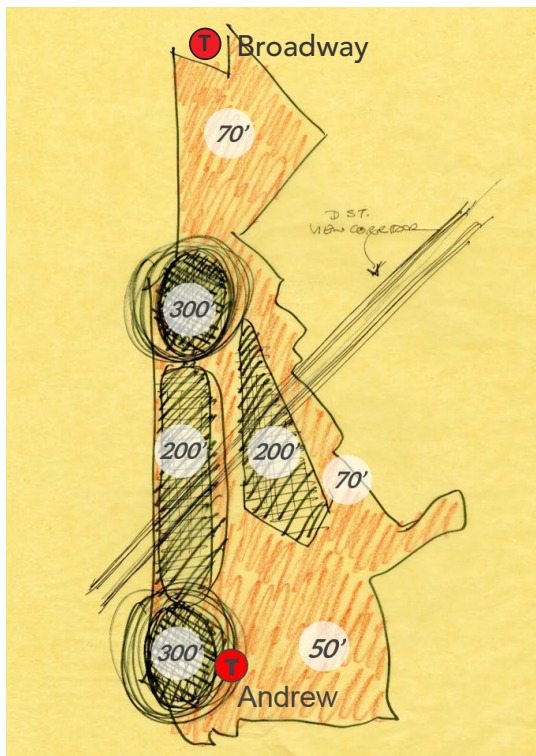 T Broadway
70'
D ST.
VIEW CORRIDOR
300'
200' 200'
70'
50'
300' T
Andrew